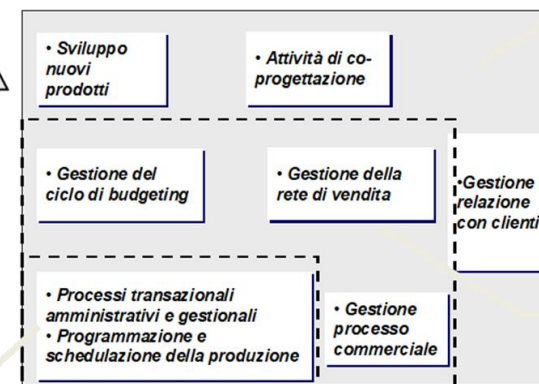 • Sviluppo
nuovi
prodotti
• Attività di co-
progettazione
• Gestione del
ciclo di budgeting
• Gestione della
rete di vendita
•Gestione
relazione
con clienti
• Processi transazionali
amministrativi e gestionali
• Programmazione e
schedulazione della produzione
• Gestione
processo
commerciale